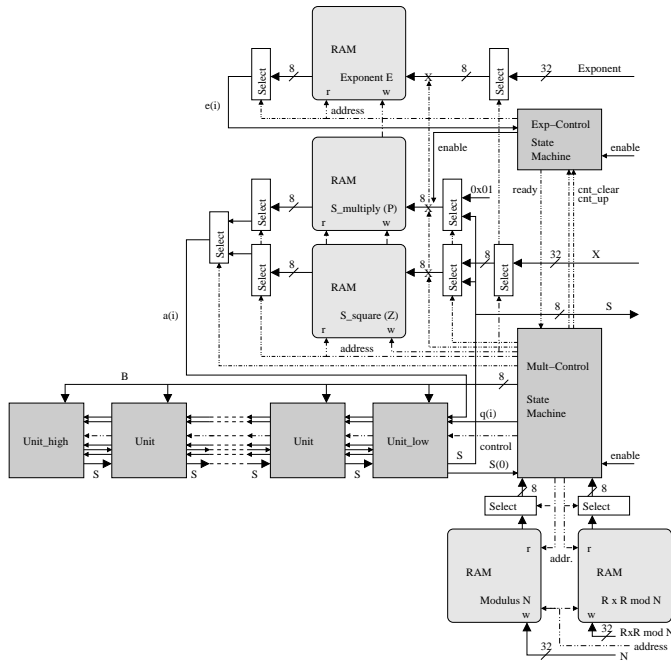 RAM
Exponent E
r
w
Select
8
e(i)
address
8
Select
32
Exponent
Exp-Control
State
Machine
enable
enable
ready
cnt_clear
cnt_up
RAM
S_multiply (P)
r
w
Select
8
Select
8
Select
0x01
RAM
S_square (Z)
r
w
Select
8
8
Select
8
Select
32
X
8
S
a(i)
address
Mult-Control
State
Machine
B
8
Unit_high
Unit
Unit
Unit_low
q(i)
control
S(0)
S
S
S
S
S
enable
8
8
Select
Select
r
r
addr.
RAM
Modulus N
w
RAM
R x R mod N
w
32
RxR mod N
address
32
N
X
X
X